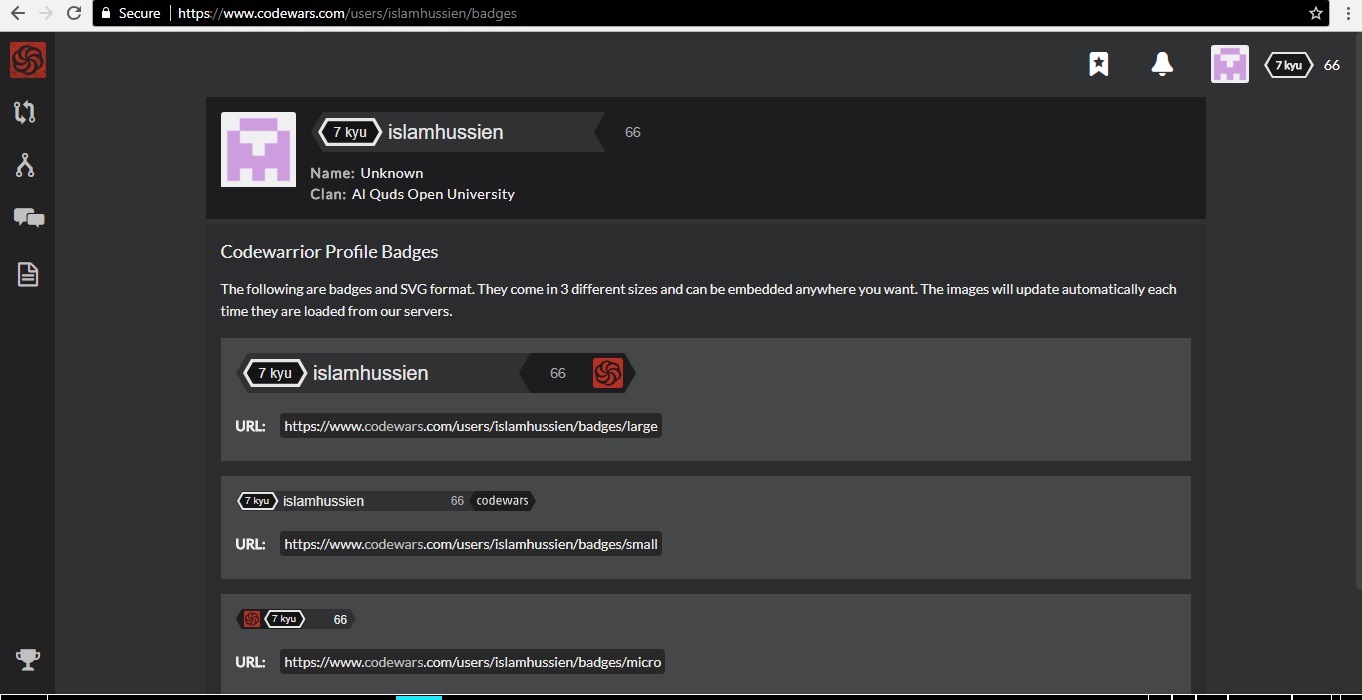 Secure https://www.codewars.com/users/islamhussien/badges
7 kyu 66
7 kyu islamhussien 66
Name: Unknown
Clan: Al Quds Open University
Codewarrior Profile Badges
The following are badges and SVG format. They come in 3 different sizes and can be embedded anywhere you want. The images will update automatically each
time they are loaded from our servers.
7 kyu islamhussien 66
URL: https://www.codewars.com/users/islamhussien/badges/large
7 kyu islamhussien 66 codewars
URL: https://www.codewars.com/users/islamhussien/badges/small
7 kyu 66
URL: https://www.codewars.com/users/islamhussien/badges/micro